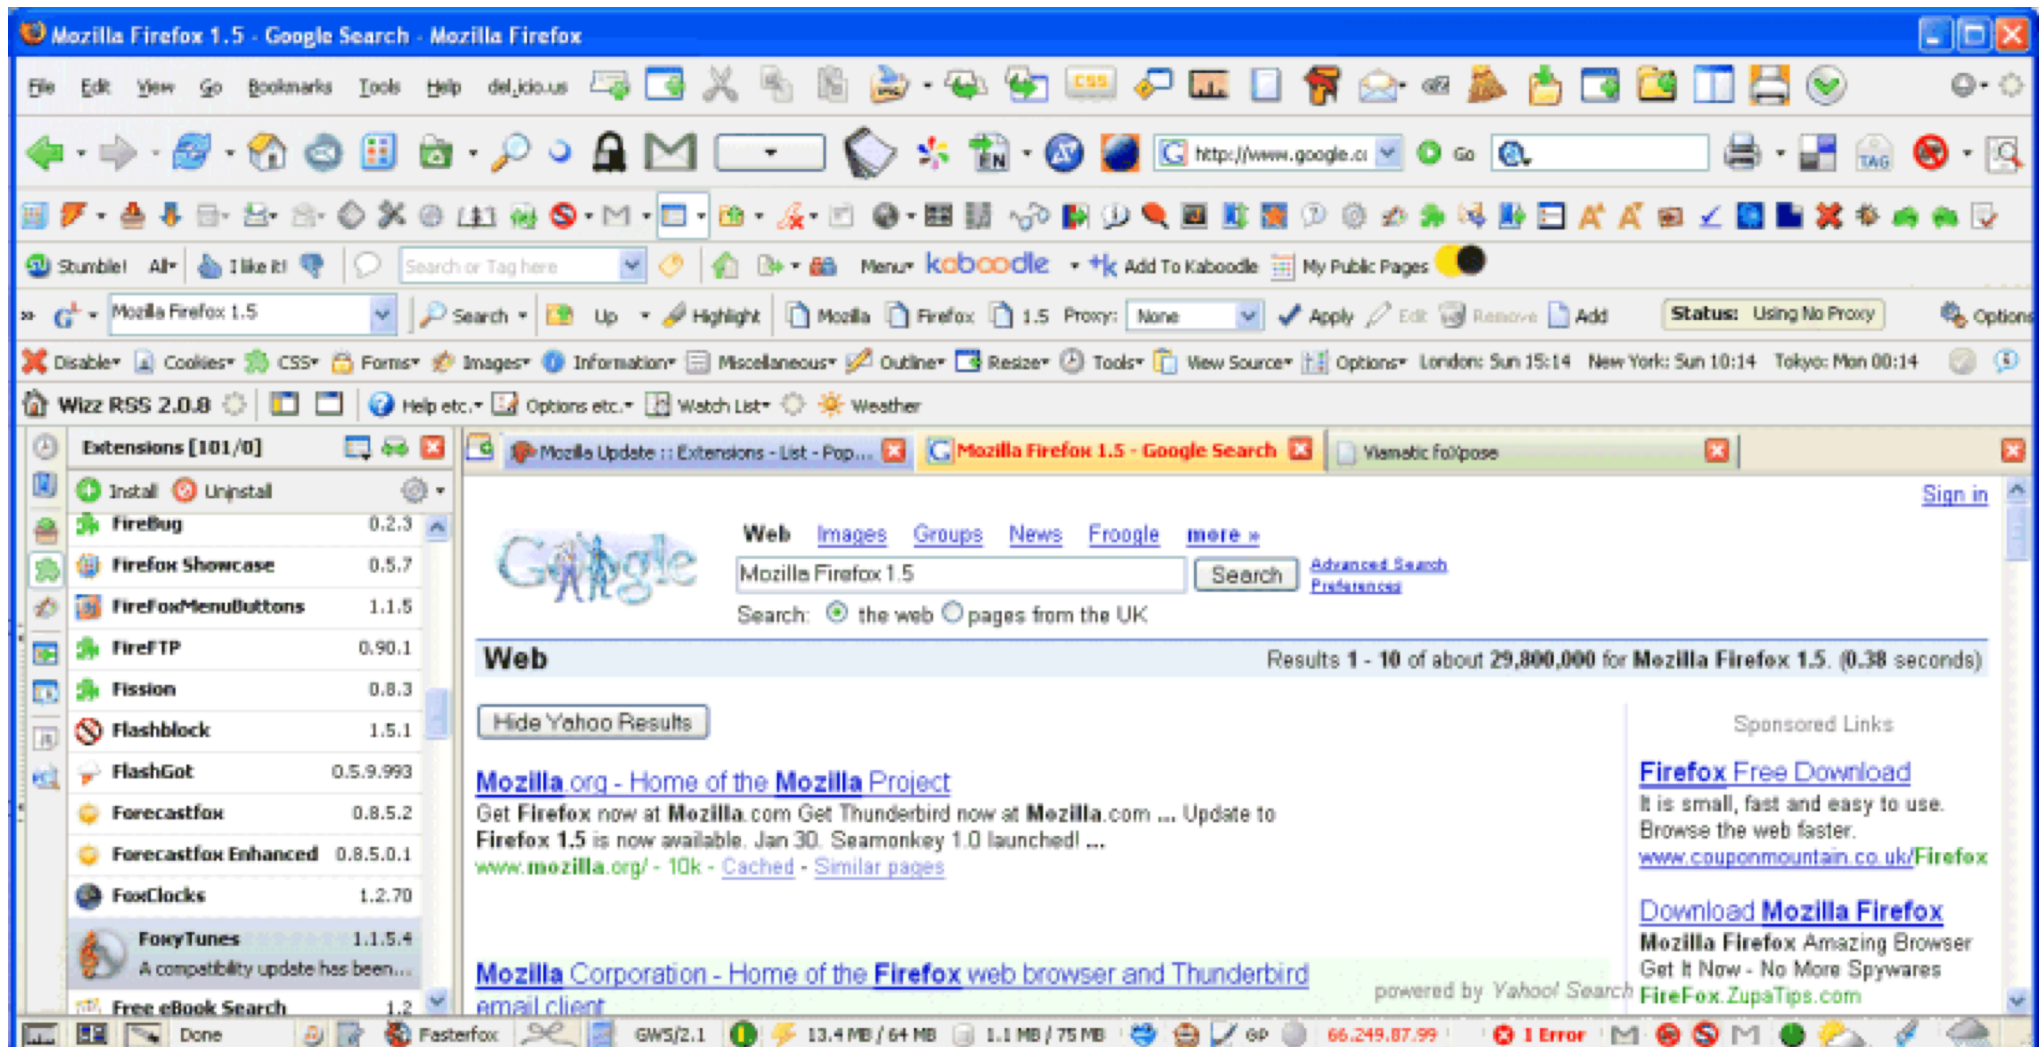 Mozilla Firefox 1.5 - Google Search - Mozilla Firefox
File Edit View Go Bookmarks Tools Help del.icio.us CSS off
EN http://www.google.co Go TAG
Stumble! All I like it! Search or Tag here Menu kaboodle +k Add To Kaboodle My Public Pages
» G Mozilla Firefox 1.5 Search Up Highlight Mozilla Firefox 1.5 Proxy: None Apply Edit Remove Add Status: Using No Proxy Options
Disable Cookies CSS Forms Images Information Miscellaneous Outline Resize Tools View Source Options London: Sun 15:14 New York: Sun 10:14 Tokyo: Mon 00:14
Wizz RSS 2.0.8 Help etc. Options etc. Watch List Weather
Extensions [101/0]
Mozilla Update :: Extensions - List - Pop... Mozilla Firefox 1.5 - Google Search Viamatic foXpose
Install Uninstall
FireBug 0.2.3
Firefox Showcase 0.5.7
FireFoxMenuButtons 1.1.5
FireFTP 0.90.1
Fission 0.8.3
Flashblock 1.5.1
FlashGot 0.5.9.993
Forecastfox 0.8.5.2
Forecastfox Enhanced 0.8.5.0.1
FoxClocks 1.2.70
FoxyTunes 1.1.5.4
A compatibility update has been...
Free eBook Search 1.2
Sign in
Google
Web Images Groups News Froogle more »
Mozilla Firefox 1.5 Search Advanced Search
Preferences
Search: the web pages from the UK
Web Results 1 - 10 of about 29,800,000 for Mozilla Firefox 1.5. (0.38 seconds)
Hide Yahoo Results
Mozilla.org - Home of the Mozilla Project
Get Firefox now at Mozilla.com Get Thunderbird now at Mozilla.com ... Update to
Firefox 1.5 is now available. Jan 30. Seamonkey 1.0 launched! ...
www.mozilla.org/ - 10k - Cached - Similar pages
Mozilla Corporation - Home of the Firefox web browser and Thunderbird
email client
powered by Yahoo! Search
Sponsored Links
Firefox Free Download
It is small, fast and easy to use.
Browse the web faster.
www.couponmountain.co.uk/Firefox
Download Mozilla Firefox
Mozilla Firefox Amazing Browser
Get It Now - No More Spywares
FireFox.ZupaTips.com
Done Fasterfox GWS/2.1 13.4 MB / 64 MB 1.1 MB / 75 MB GP 66.249.87.99 1 Error